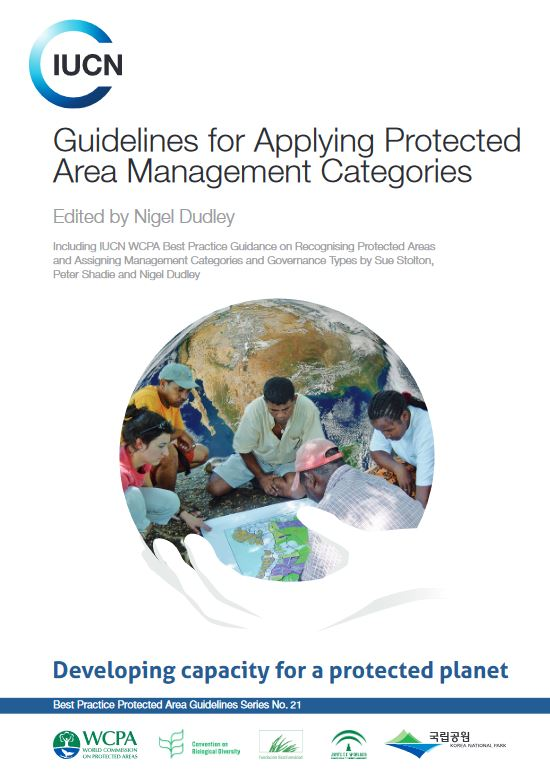 IUCN
Guidelines for Applying Protected
Area Management Categories
Edited by Nigel Dudley
Including IUCN WCPA Best Practice Guidance on Recognising Protected Areas
and Assigning Management Categories and Governance Types by Sue Stolton,
Peter Shadie and Nigel Dudley
Developing capacity for a protected planet
Best Practice Protected Area Guidelines Series No. 21
WCPA
WORLD COMMISSION
ON PROTECTED AREAS
Convention on
Biological Diversity
국립공원
KOREA NATIONAL PARK